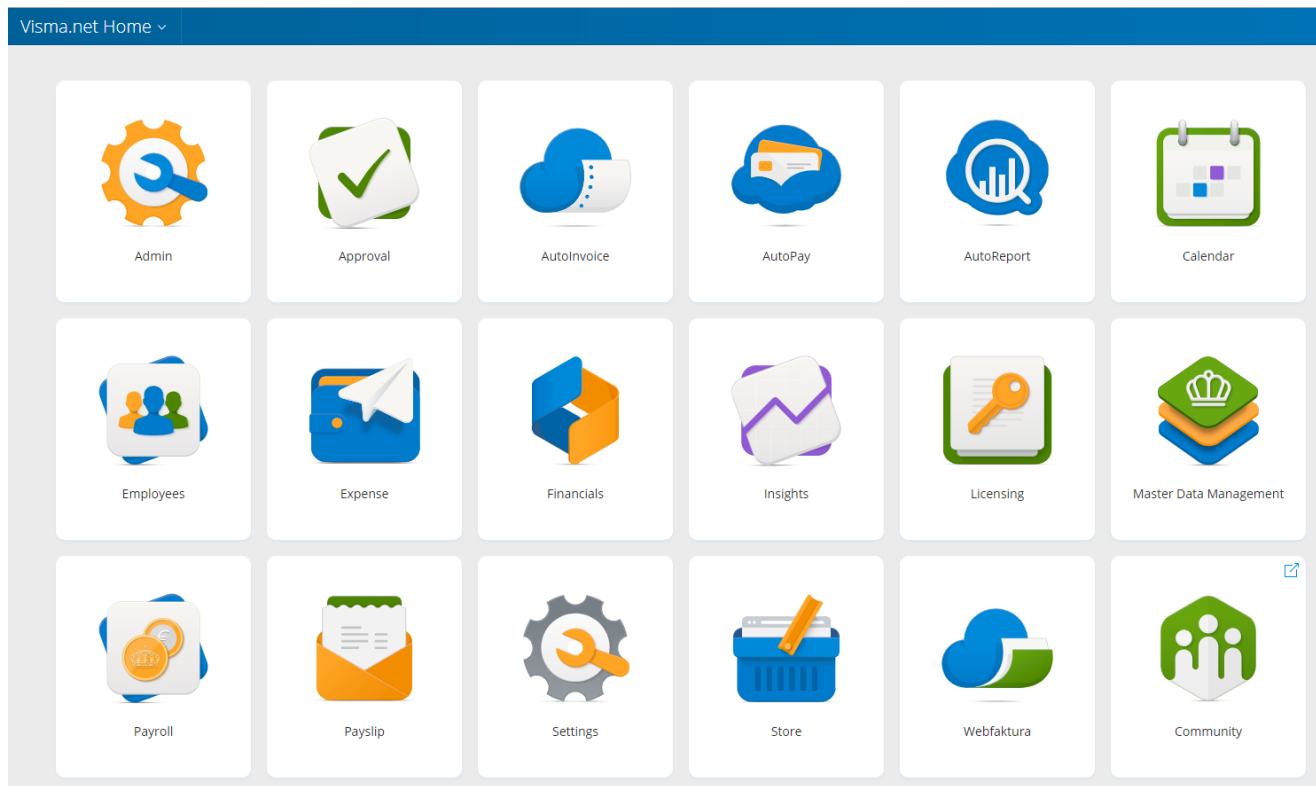 Visma.net Home
Admin
Approval
AutoInvoice
AutoPay
AutoReport
Calendar
Employees
Expense
Financials
Insights
Licensing
Master Data Management
Payroll
Payslip
Settings
Store
Webfaktura
Community